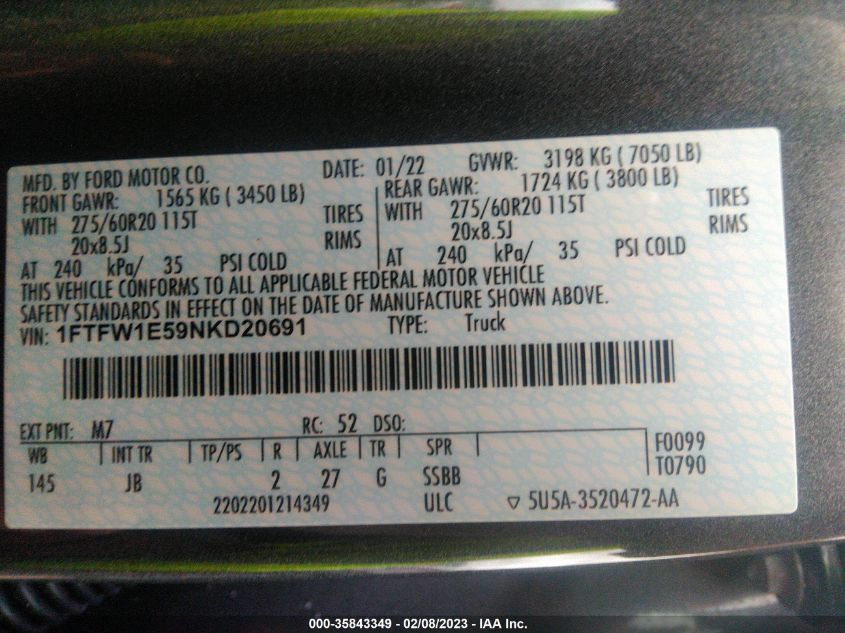 MFD. BY FORD MOTOR CO. DATE: 01/22 GVWR: 3198 KG ( 7050 LB)
FRONT GAWR: 1565 KG ( 3450 LB) REAR GAWR: 1724 KG ( 3800 LB)
WITH 275/60R20 115T TIRES WITH 275/60R20 115T TIRES
20x8.5J RIMS 20x8.5J RIMS
AT 240 kPa/ 35 PSI COLD AT 240 kPa/ 35 PSI COLD
THIS VEHICLE CONFORMS TO ALL APPLICABLE FEDERAL MOTOR VEHICLE
SAFETY STANDARDS IN EFFECT ON THE DATE OF MANUFACTURE SHOWN ABOVE.
VIN: 1FTFW1E59NKD20691 TYPE: Truck
EXT PNT: M7 RC: 52 DSO:
WB INT TR TP/PS R AXLE TR SPR F0099
145 JB 2 27 G SSBB T0790
2202201214349 ULC ▽ 5U5A-3520472-AA
000-35843349 - 02/08/2023 - IAA Inc.